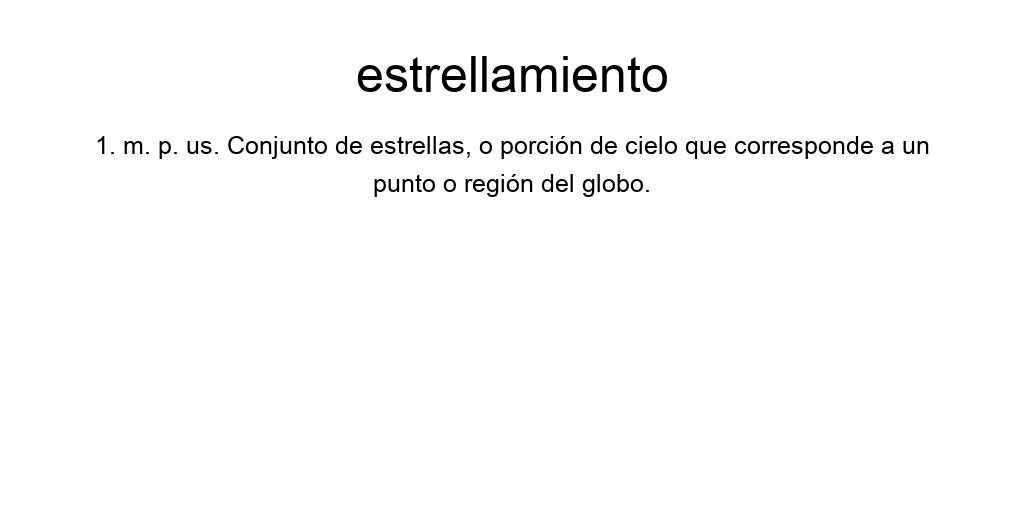 estrellamiento
1. m. p. us. Conjunto de estrellas, o porción de cielo que corresponde a un
punto o región del globo.